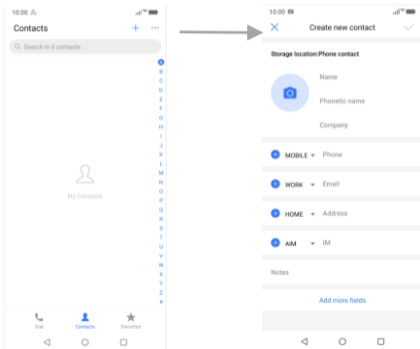 10:00
Contacts
Search in 0 contacts
A
B
C
D
E
F
G
H
I
J
K
L
M
N
O
P
Q
R
S
T
U
V
W
X
Y
Z
#
No Contacts
Dial
Contacts
Favorites
10:00
Create new contact
Storage location:Phone contact
Name
Phonetic name
Company
MOBILE Phone
WORK Email
HOME Address
AIM IM
Notes
Add more fields